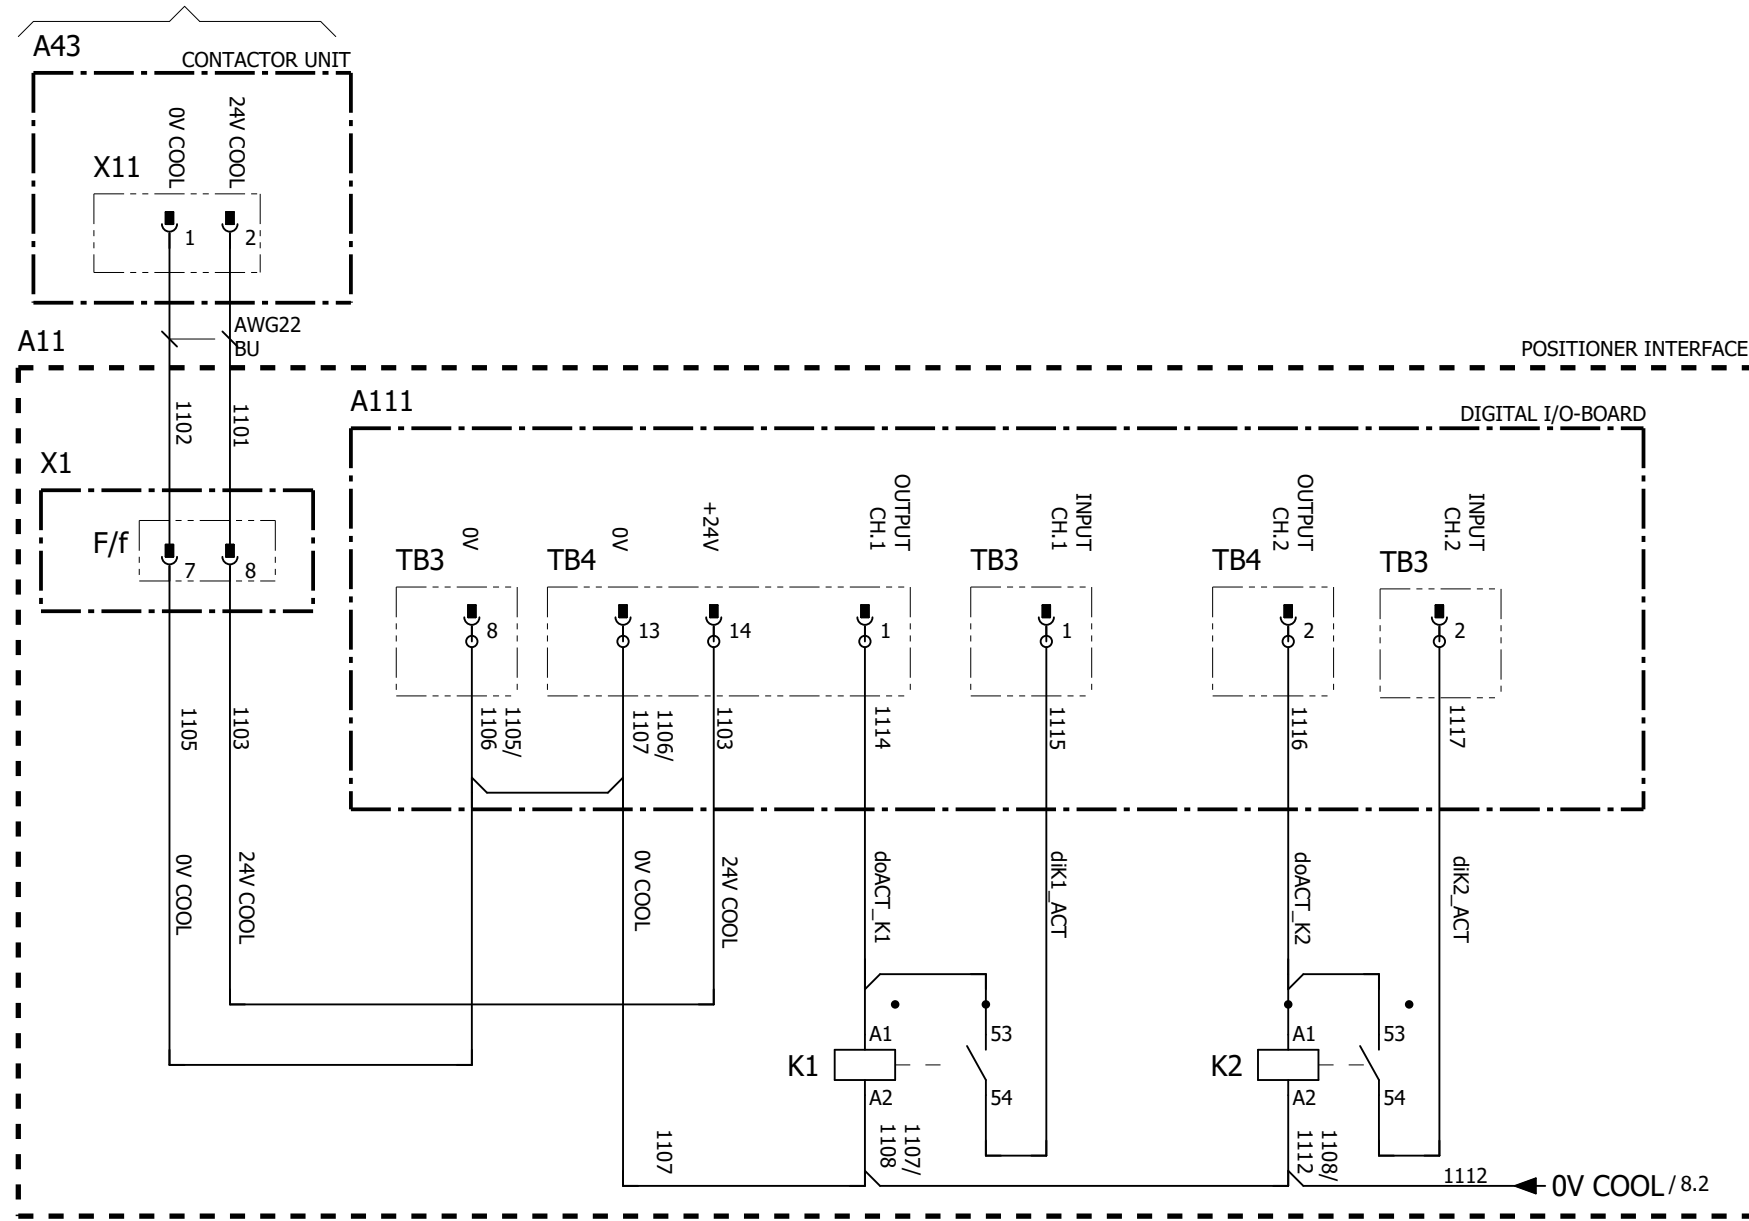 A43
CONTACTOR UNIT
0V COOL
24V COOL
X11
1
2
AWG22
BU
A11
POSITIONER INTERFACE
1102
1101
A111
DIGITAL I/O-BOARD
X1
F/f
7
8
0V
0V
+24V
OUTPUT
CH.1
INPUT
CH.1
OUTPUT
CH.2
INPUT
CH.2
TB3
TB4
TB3
TB4
TB3
8
13
14
1
1
2
2
1105
1103
1105/
1106
1106/
1107
1103
1114
1115
1116
1117
0V COOL
24V COOL
0V COOL
24V COOL
doACT_K1
diK1_ACT
doACT_K2
diK2_ACT
A1
53
A1
53
K1
K2
A2
54
A2
54
1107
1107/
1108
1108/
1112
1112
0V COOL / 8.2